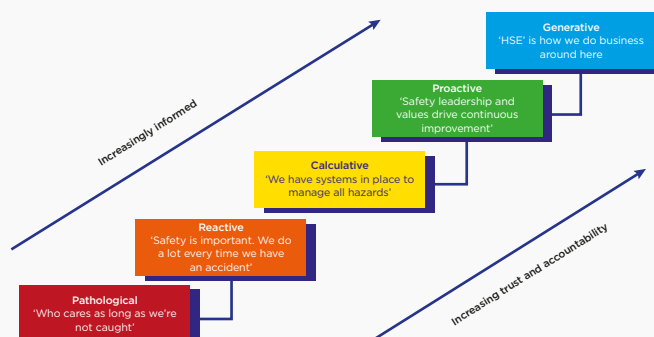 Generative
‘HSE’ is how we do business
around here
Proactive
‘Safety leadership and
values drive continuous
improvement’
Increasingly informed
Calculative
‘We have systems in place to
manage all hazards’
Reactive
‘Safety is important. We do
a lot every time we have
an accident’
Increasing trust and accountability
Pathological
‘Who cares as long as we’re
not caught’